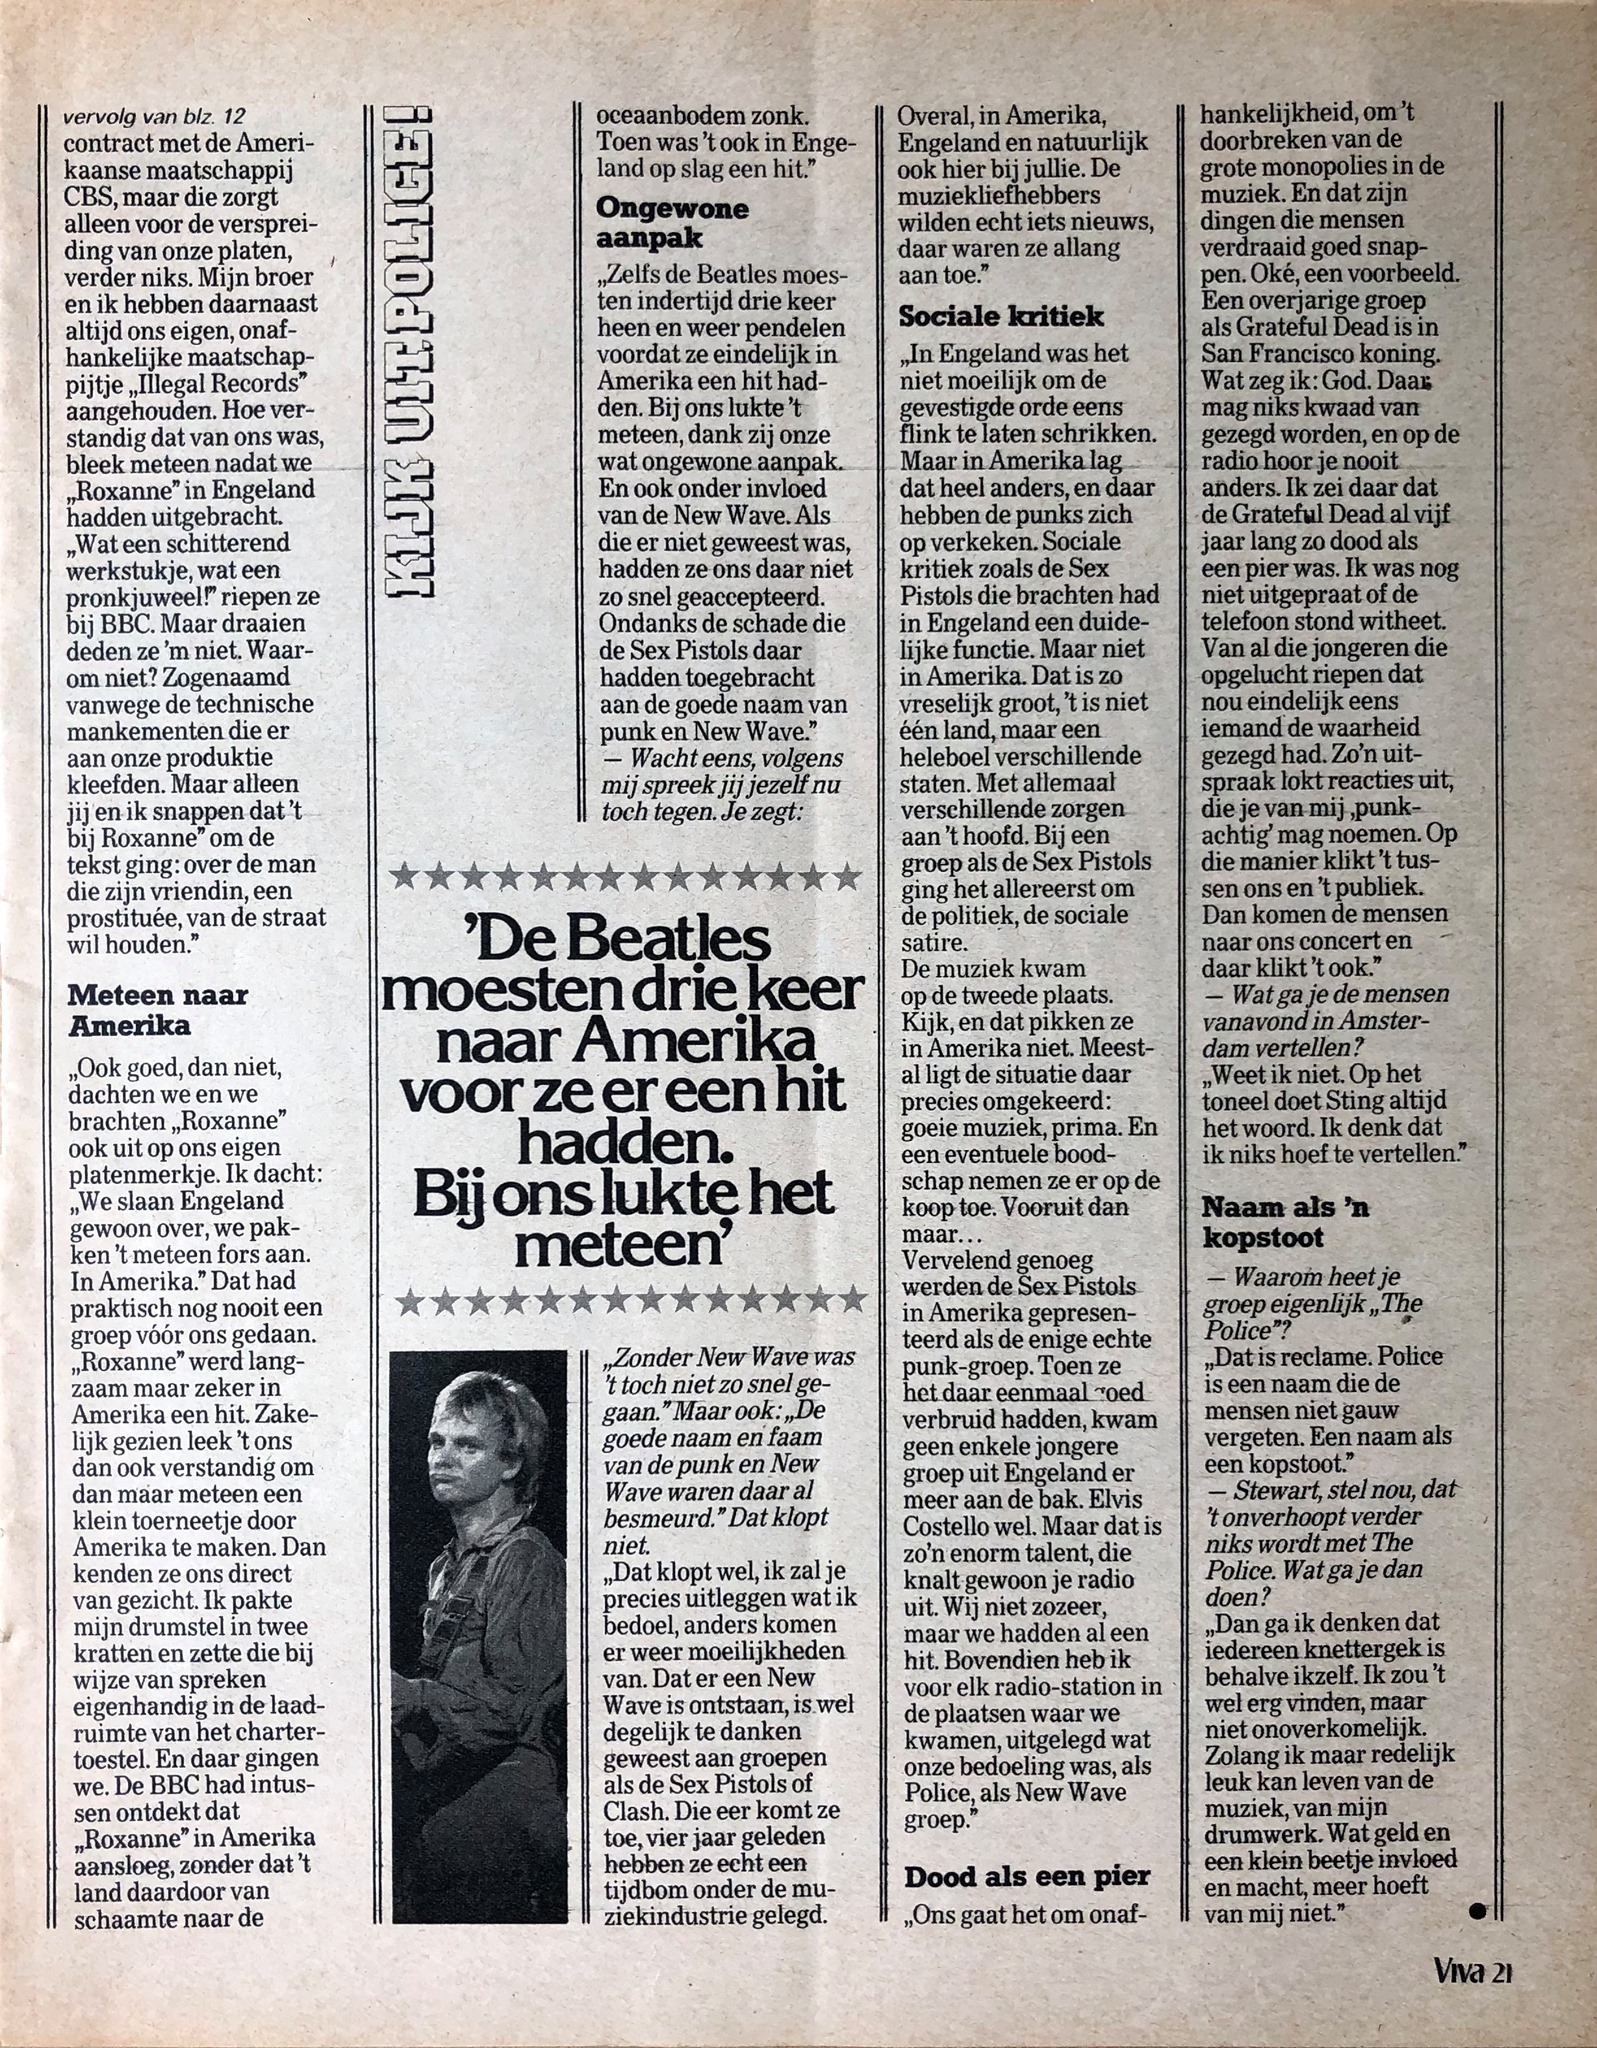 vervolg van blz. 12
contract met de Ameri-
kaanse maatschappij
CBS, maar die zorgt
alleen voor de versprei-
ding van onze platen,
verder niks. Mijn broer
en ik hebben daarnaast
altijd ons eigen, onaf-
hankelijke maatschap-
pijtje „Illegal Records”
aangehouden. Hoe ver-
standig dat van ons was,
bleek meteen nadat we
„Roxanne” in Engeland
hadden uitgebracht.
„Wat een schitterend
werkstukje, wat een
pronkjuweel!” riepen ze
bij BBC. Maar draaien
deden ze 'm niet. Waar-
om niet? Zogenaamd
vanwege de technische
mankementen die er
aan onze produktie
kleefden. Maar alleen
jij en ik snappen dat 't
bij Roxanne” om de
tekst ging: over de man
die zijn vriendin, een
prostituée, van de straat
wil houden.”
Meteen naar
Amerika
„Ook goed, dan niet,
dachten we en we
brachten „Roxanne”
ook uit op ons eigen
platenmerkje. Ik dacht:
„We slaan Engeland
gewoon over, we pak-
ken 't meteen fors aan.
In Amerika.” Dat had
praktisch nog nooit een
groep vóór ons gedaan.
„Roxanne” werd lang-
zaam maar zeker in
Amerika een hit. Zake-
lijk gezien leek 't ons
dan ook verstandig om
dan maar meteen een
klein toerneetje door
Amerika te maken. Dan
kenden ze ons direct
van gezicht. Ik pakte
mijn drumstel in twee
kratten en zette die bij
wijze van spreken
eigenhandig in de laad-
ruimte van het charter-
toestel. En daar gingen
we. De BBC had intus-
sen ontdekt dat
„Roxanne” in Amerika
aansloeg, zonder dat 't
land daardoor van
schaamte naar de
KIJK UIT, POLICE!
oceaanbodem zonk.
Toen was 't ook in Enge-
land op slag een hit.”
Ongewone
aanpak
„Zelfs de Beatles moes-
ten indertijd drie keer
heen en weer pendelen
voordat ze eindelijk in
Amerika een hit had-
den. Bij ons lukte 't
meteen, dank zij onze
wat ongewone aanpak.
En ook onder invloed
van de New Wave. Als
die er niet geweest was,
hadden ze ons daar niet
zo snel geaccepteerd.
Ondanks de schade die
de Sex Pistols daar
hadden toegebracht
aan de goede naam van
punk en New Wave.”
— Wacht eens, volgens
mij spreek jij jezelf nu
toch tegen. Je zegt:
'De Beatles
moesten drie keer
naar Amerika
voor ze er een hit
hadden.
Bij ons lukte het
meteen'
„Zonder New Wave was
't toch niet zo snel ge-
gaan.” Maar ook: „De
goede naam en faam
van de punk en New
Wave waren daar al
besmeurd.” Dat klopt
niet.
„Dat klopt wel, ik zal je
precies uitleggen wat ik
bedoel, anders komen
er weer moeilijkheden
van. Dat er een New
Wave is ontstaan, is wel
degelijk te danken
geweest aan groepen
als de Sex Pistols of
Clash. Die eer komt ze
toe, vier jaar geleden
hebben ze echt een
tijdbom onder de mu-
ziekindustrie gelegd.
Overal, in Amerika,
Engeland en natuurlijk
ook hier bij jullie. De
muziekliefhebbers
wilden echt iets nieuws,
daar waren ze allang
aan toe.”
Sociale kritiek
„In Engeland was het
niet moeilijk om de
gevestigde orde eens
flink te laten schrikken.
Maar in Amerika lag
dat heel anders, en daar
hebben de punks zich
op verkeken. Sociale
kritiek zoals de Sex
Pistols die brachten had
in Engeland een duide-
lijke functie. Maar niet
in Amerika. Dat is zo
vreselijk groot, 't is niet
één land, maar een
heleboel verschillende
staten. Met allemaal
verschillende zorgen
aan 't hoofd. Bij een
groep als de Sex Pistols
ging het allereerst om
de politiek, de sociale
satire.
De muziek kwam
op de tweede plaats.
Kijk, en dat pikken ze
in Amerika niet. Meest-
al ligt de situatie daar
precies omgekeerd:
goeie muziek, prima. En
een eventuele bood-
schap nemen ze er op de
koop toe. Vooruit dan
maar...
Vervelend genoeg
werden de Sex Pistols
in Amerika gepresen-
teerd als de enige echte
punk-groep. Toen ze
het daar eenmaal goed
verbruid hadden, kwam
geen enkele jongere
groep uit Engeland er
meer aan de bak. Elvis
Costello wel. Maar dat is
zo'n enorm talent, die
knalt gewoon je radio
uit. Wij niet zozeer,
maar we hadden al een
hit. Bovendien heb ik
voor elk radio-station in
de plaatsen waar we
kwamen, uitgelegd wat
onze bedoeling was, als
Police, als New Wave
groep.”
Dood als een pier
„Ons gaat het om onaf-
hankelijkheid, om 't
doorbreken van de
grote monopolies in de
muziek. En dat zijn
dingen die mensen
verdraaid goed snap-
pen. Oké, een voorbeeld.
Een overjarige groep
als Grateful Dead is in
San Francisco koning.
Wat zeg ik: God. Daar
mag niks kwaad van
gezegd worden, en op de
radio hoor je nooit
anders. Ik zei daar dat
de Grateful Dead al vijf
jaar lang zo dood als
een pier was. Ik was nog
niet uitgepraat of de
telefoon stond witheet.
Van al die jongeren die
opgelucht riepen dat
nou eindelijk eens
iemand de waarheid
gezegd had. Zo'n uit-
spraak lokt reacties uit,
die je van mij ‚punk-
achtig’ mag noemen. Op
die manier klikt 't tus-
sen ons en 't publiek.
Dan komen de mensen
naar ons concert en
daar klikt 't ook.”
— Wat ga je de mensen
vanavond in Amster-
dam vertellen?
„Weet ik niet. Op het
toneel doet Sting altijd
het woord. Ik denk dat
ik niks hoef te vertellen.”
Naam als 'n
kopstoot
— Waarom heet je
groep eigenlijk „The
Police”?
„Dat is reclame. Police
is een naam die de
mensen niet gauw
vergeten. Een naam als
een kopstoot.”
— Stewart, stel nou, dat
't onverhoopt verder
niks wordt met The
Police. Wat ga je dan
doen?
„Dan ga ik denken dat
iedereen knettergek is
behalve ikzelf. Ik zou 't
wel erg vinden, maar
niet onoverkomelijk.
Zolang ik maar redelijk
leuk kan leven van de
muziek, van mijn
drumwerk. Wat geld en
een klein beetje invloed
en macht, meer hoeft
van mij niet.”
Viva 21